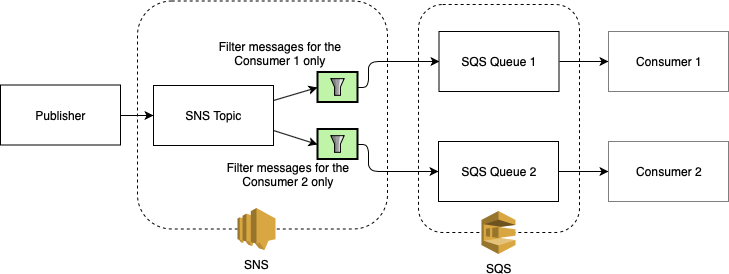 Filter messages for the
Consumer 1 only
SQS Queue 1
Consumer 1
Publisher
SNS Topic
Filter messages for the
Consumer 2 only
SQS Queue 2
Consumer 2
SNS
SQS